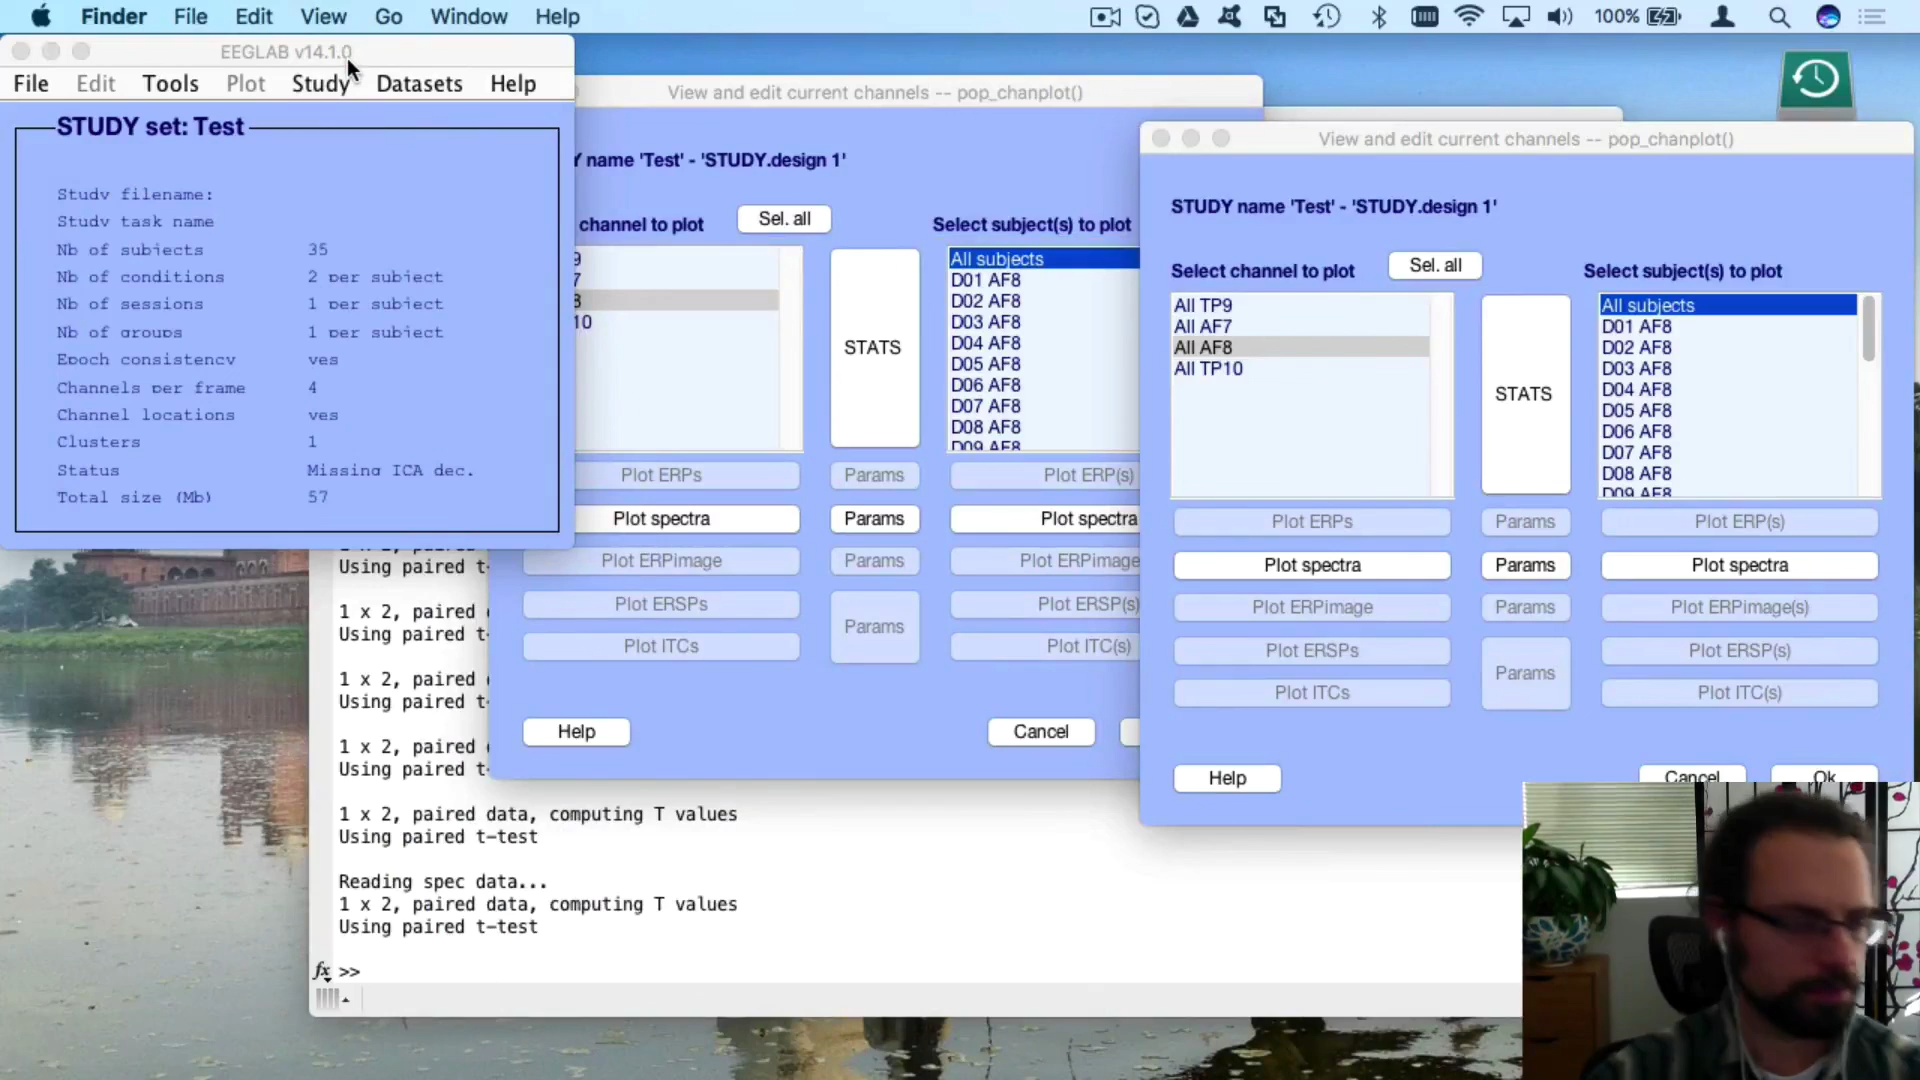 Finder File Edit View Go Window Help 100%
EEGLAB v14.1.0
File Edit Tools Plot Study Datasets Help
STUDY set: Test
Study filename:
Study task name
Nb of subjects 35
Nb of conditions 2 per subject
Nb of sessions 1 per subject
Nb of groups 1 per subject
Epoch consistency yes
Channels per frame 4
Channel locations yes
Clusters 1
Status Missing ICA dec.
Total size (Mb) 57
View and edit current channels -- pop_chanplot()
name 'Test' - 'STUDY.design 1'
channel to plot Sel. all Select subject(s) to plot
9
7
8
10
STATS
All subjects
D01 AF8
D02 AF8
D03 AF8
D04 AF8
D05 AF8
D06 AF8
D07 AF8
D08 AF8
D09 AF8
Plot ERPs Params Plot ERP(s)
Plot spectra Params Plot spectra
Plot ERPimage Params Plot ERPimage
Plot ERSPs Params Plot ERSP(s)
Plot ITCs Plot ITC(s)
Help Cancel
View and edit current channels -- pop_chanplot()
STUDY name 'Test' - 'STUDY.design 1'
Select channel to plot Sel. all Select subject(s) to plot
All TP9
All AF7
All AF8
All TP10
STATS
All subjects
D01 AF8
D02 AF8
D03 AF8
D04 AF8
D05 AF8
D06 AF8
D07 AF8
D08 AF8
D09 AF8
Plot ERPs Params Plot ERP(s)
Plot spectra Params Plot spectra
Plot ERPimage Params Plot ERPimage(s)
Plot ERSPs Params Plot ERSP(s)
Plot ITCs Plot ITC(s)
Help Cancel Ok
Using paired t-
1 x 2, paired
Using paired t-
1 x 2, paired
Using paired t-
1 x 2, paired
Using paired t-
1 x 2, paired data, computing T values
Using paired t-test
Reading spec data...
1 x 2, paired data, computing T values
Using paired t-test
fx >>